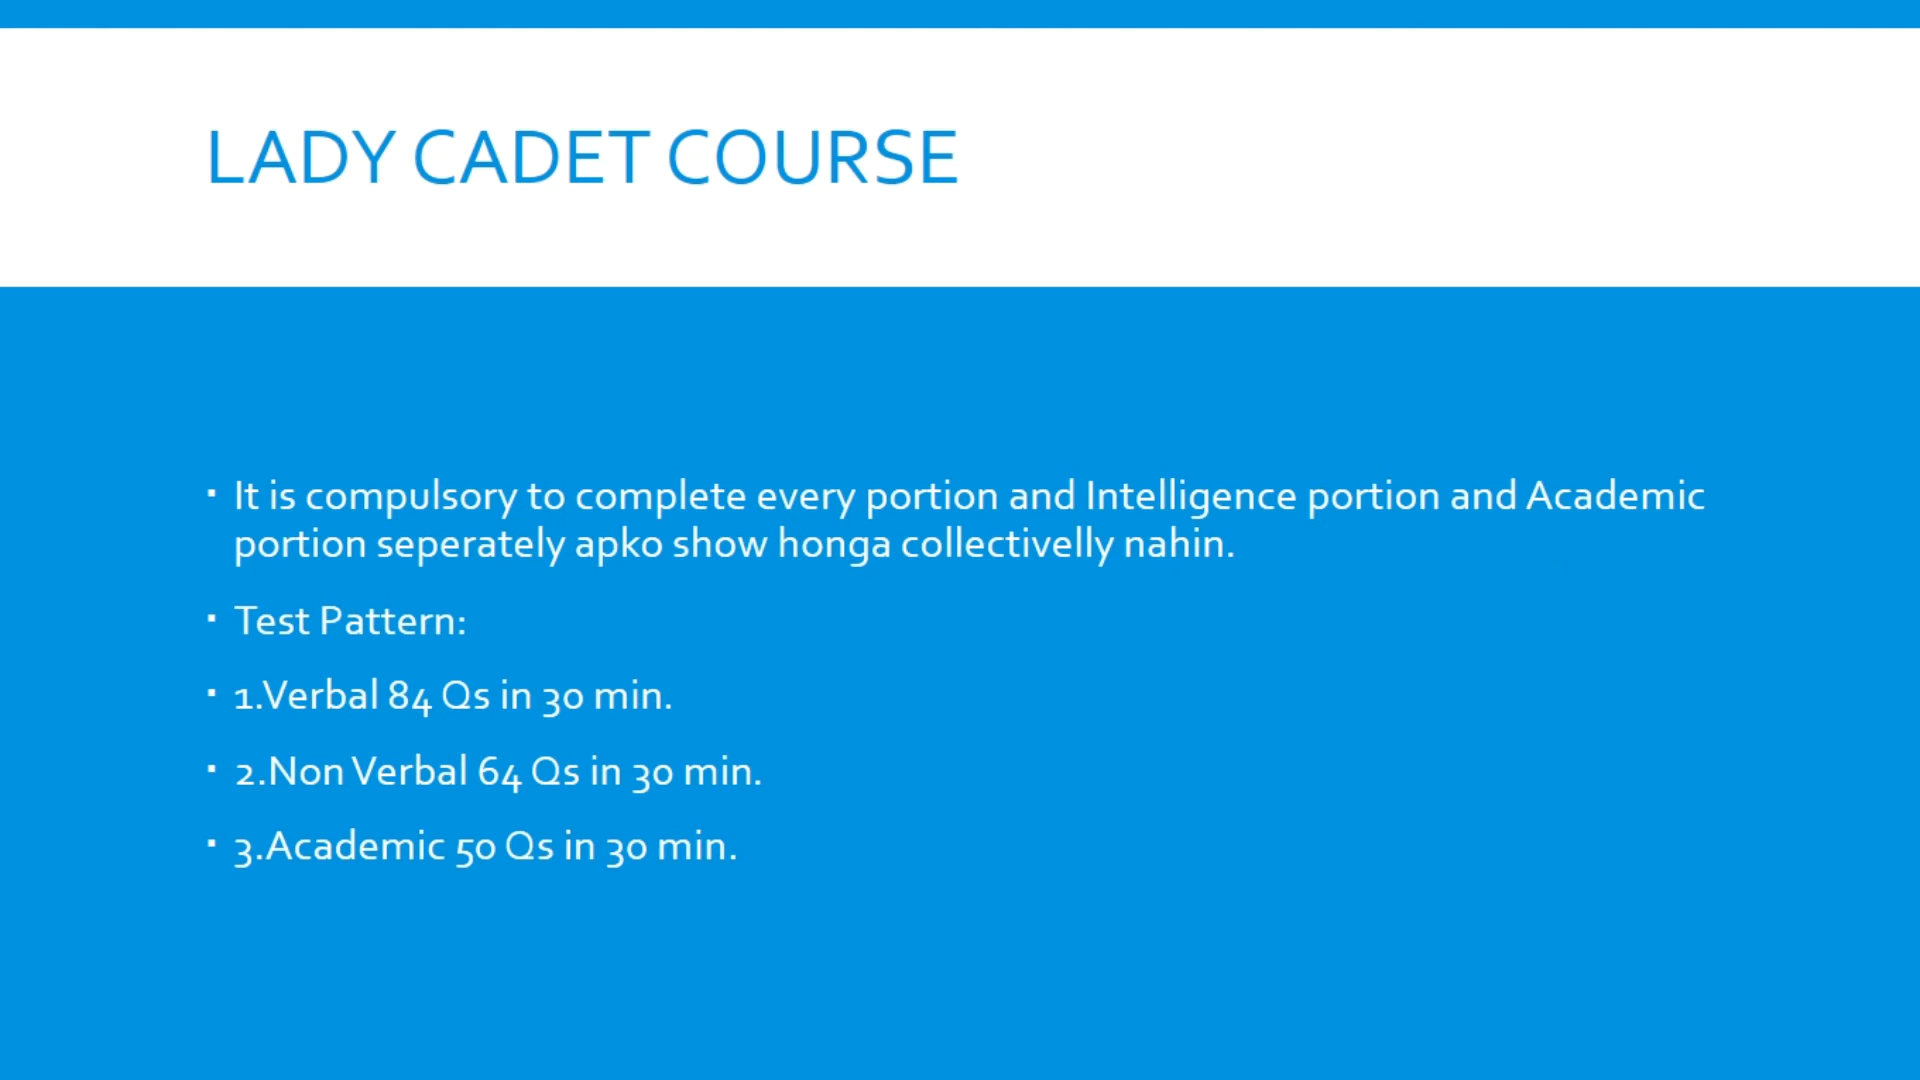 LADY CADET COURSE
▪ It is compulsory to complete every portion and Intelligence portion and Academic
portion seperately apko show honga collectivelly nahin.
▪ Test Pattern:
▪ 1.Verbal 84 Qs in 30 min.
▪ 2.Non Verbal 64 Qs in 30 min.
▪ 3.Academic 50 Qs in 30 min.